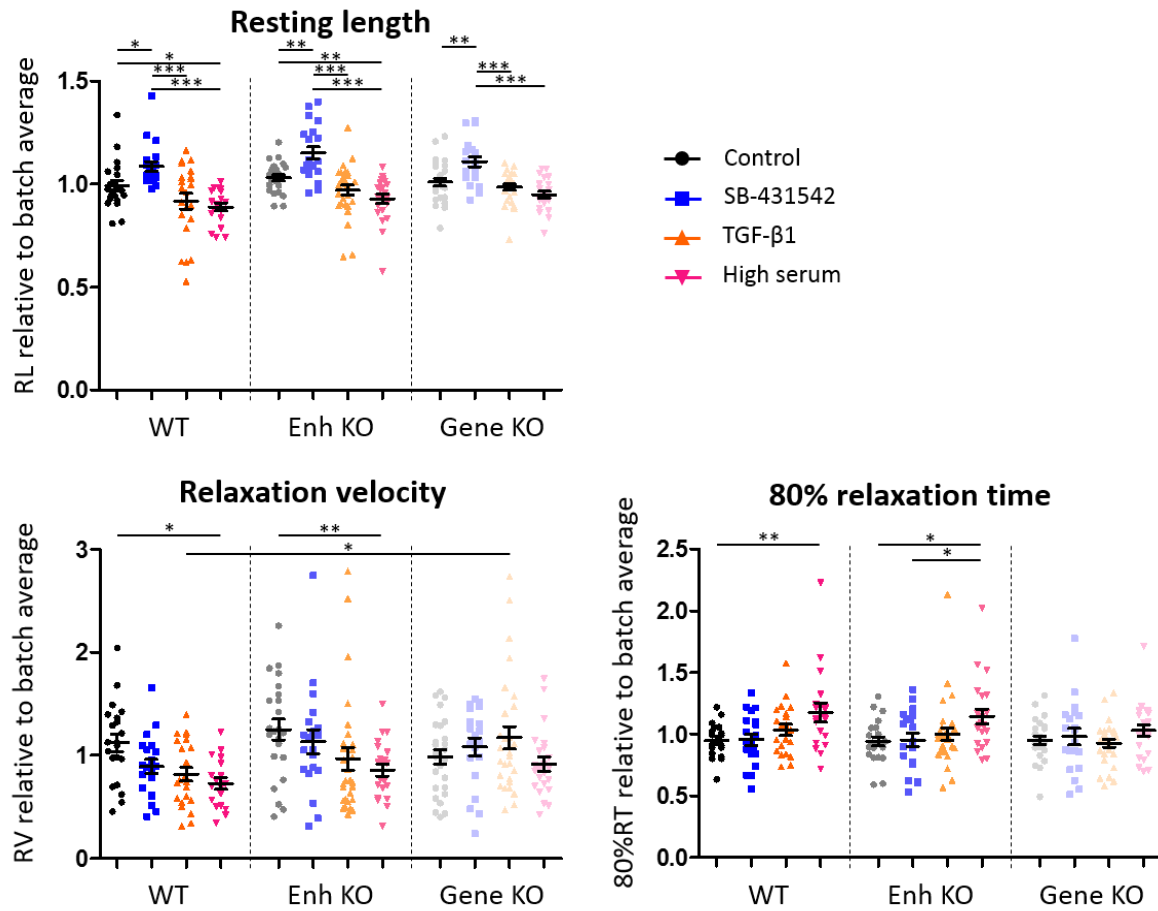 Resting length
* ** **
* ** ***
*** *** ***
*** ***
RL relative to batch average
1.5
1.0
0.5
0.0
WT Enh KO Gene KO
Control
SB-431542
TGF-β1
High serum
Relaxation velocity
* **
*
RV relative to batch average
3
2
1
0
WT Enh KO Gene KO
80% relaxation time
** *
*
80%RT relative to batch average
2.5
2.0
1.5
1.0
0.5
0.0
WT Enh KO Gene KO